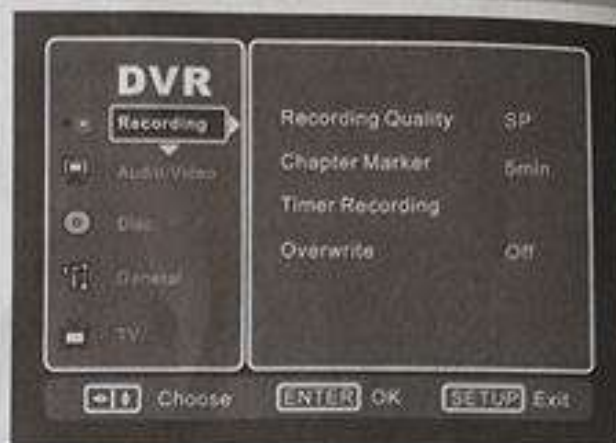 DVR
Recording
Audio/Video
Disc
General
TV
Recording Quality SP
Chapter Marker 5min
Timer Recording
Overwrite Off
Choose ENTER OK SETUP Exit